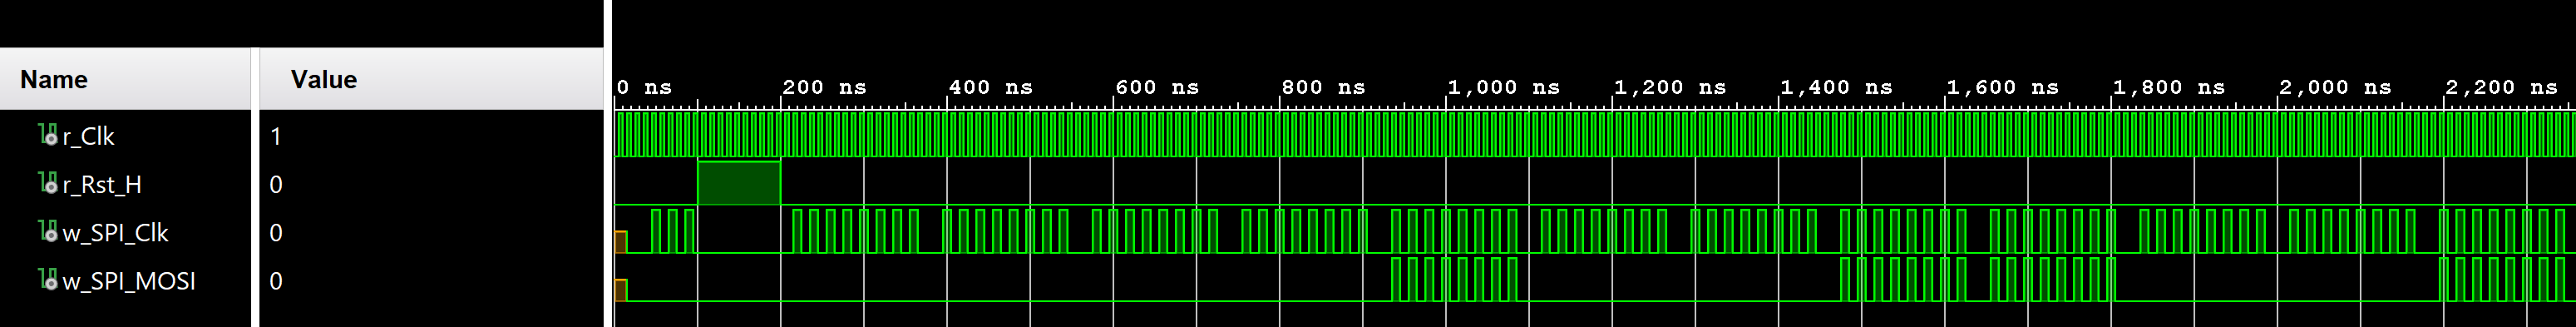 0 ns 200 ns 400 ns 600 ns 800 ns 1,000 ns 1,200 ns 1,400 ns 1,600 ns 1,800 ns 2,000 ns 2,200 ns
Name Value
r_Clk 1
r_Rst_H 0
w_SPI_Clk 0
w_SPI_MOSI 0